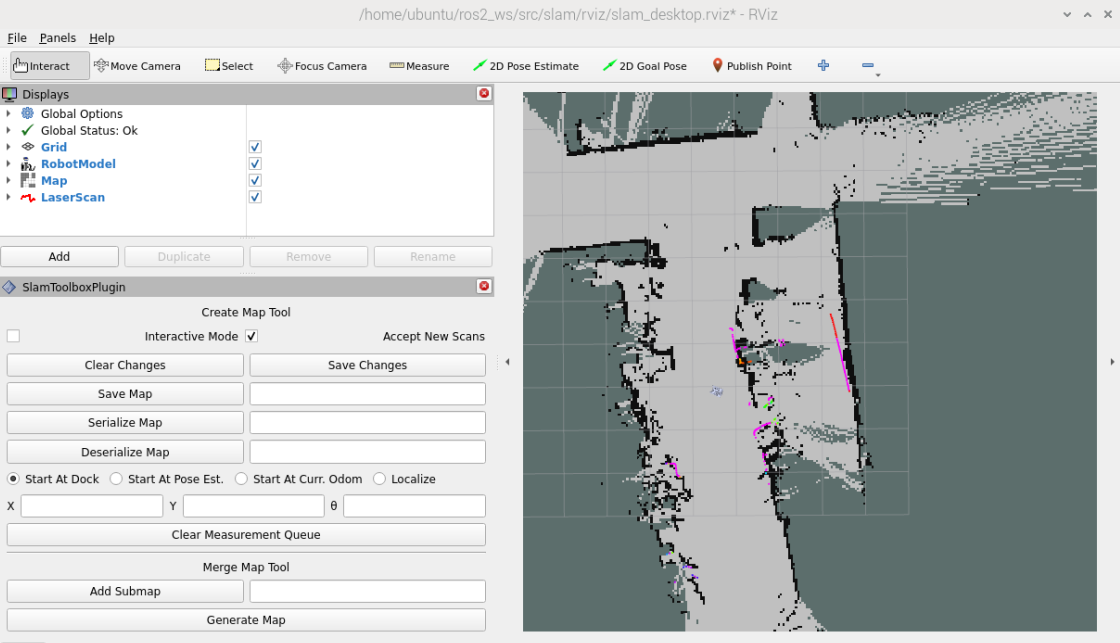 /home/ubuntu/ros2_ws/src/slam/rviz/slam_desktop.rviz* - RViz
File Panels Help
Interact Move Camera Select Focus Camera Measure 2D Pose Estimate 2D Goal Pose Publish Point
Displays
Global Options
Global Status: Ok
Grid
RobotModel
Map
LaserScan
Add Duplicate Remove Rename
SlamToolboxPlugin
Create Map Tool
Interactive Mode Accept New Scans
Clear Changes Save Changes
Save Map
Serialize Map
Deserialize Map
Start At Dock Start At Pose Est. Start At Curr. Odom Localize
X Y θ
Clear Measurement Queue
Merge Map Tool
Add Submap
Generate Map